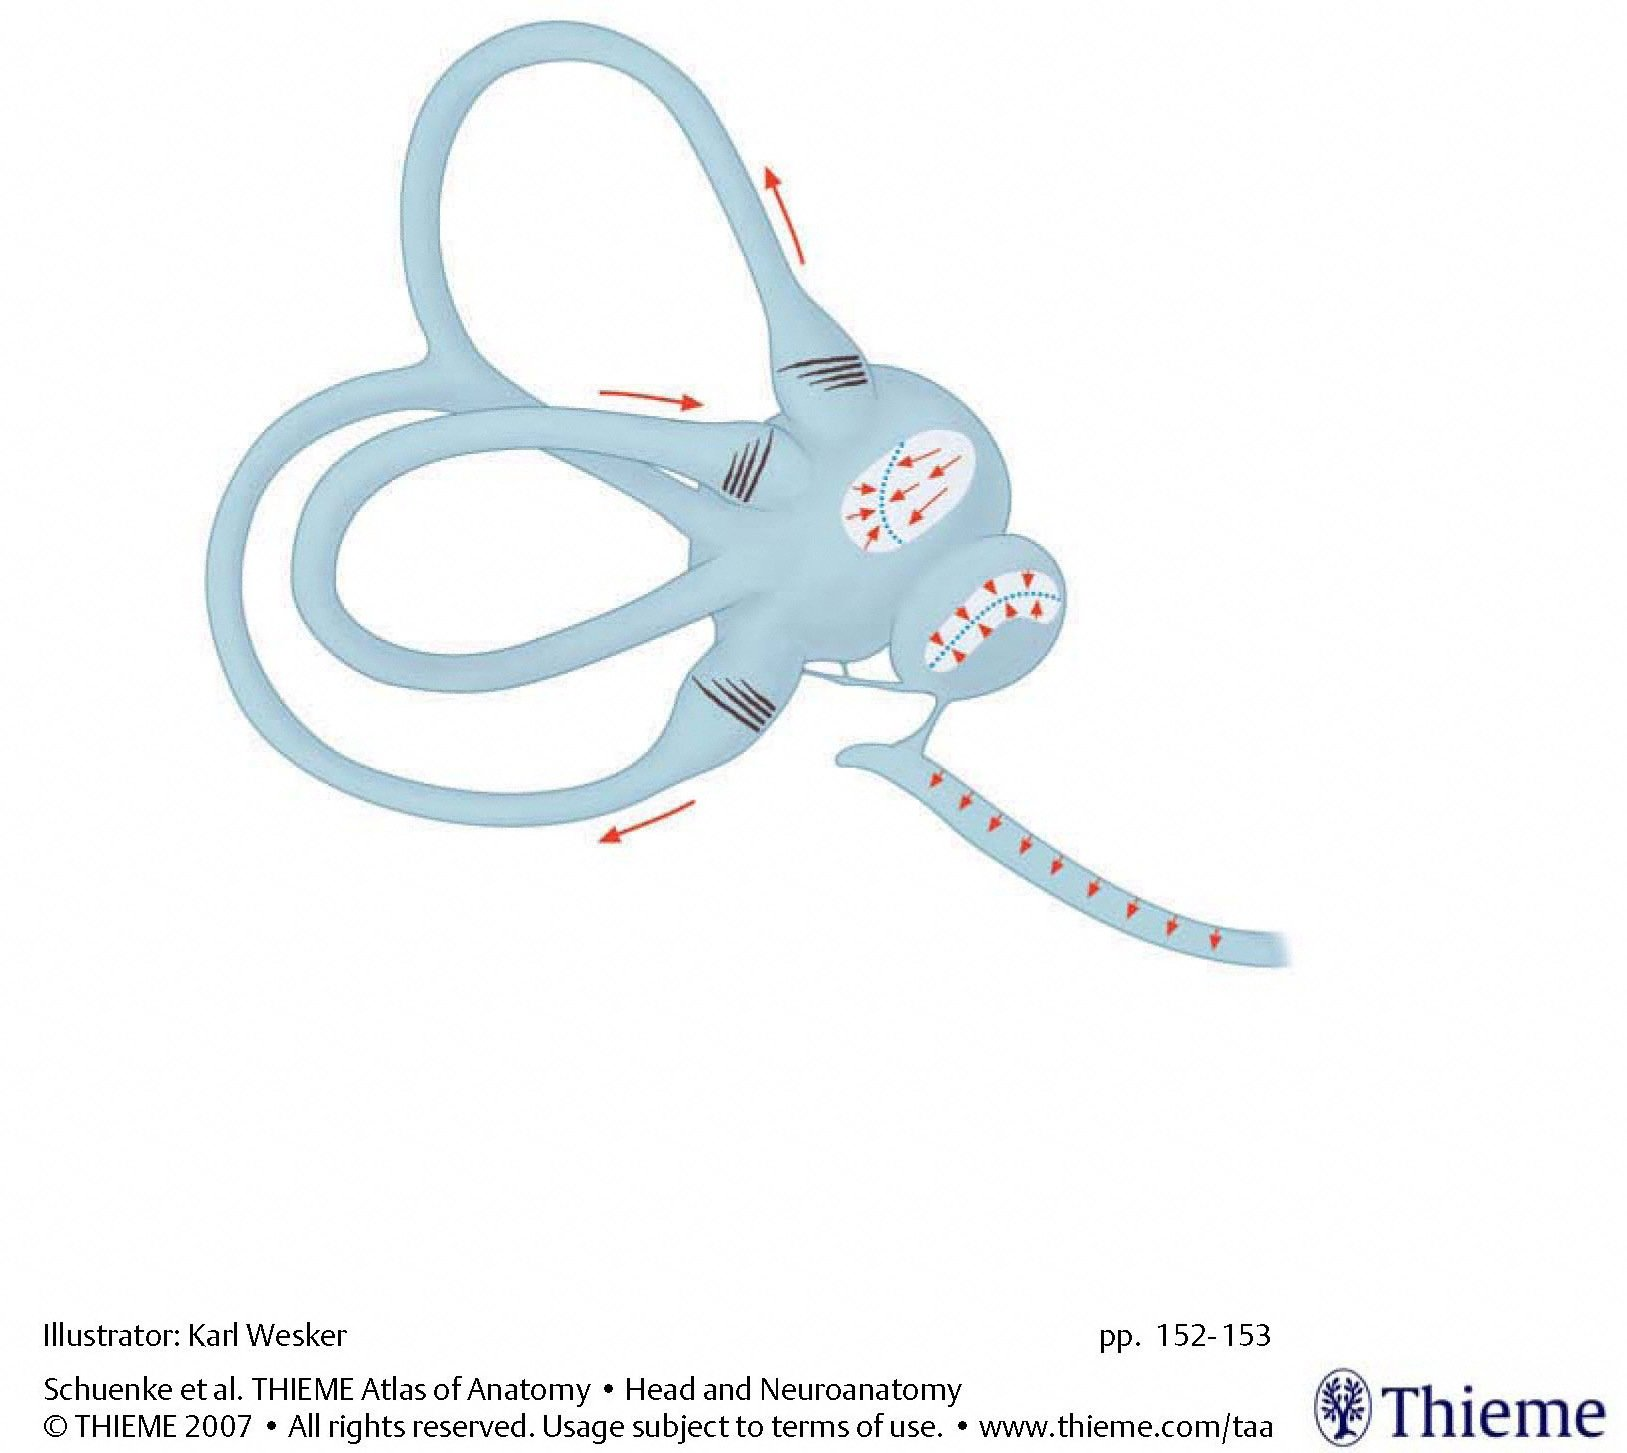 Illustrator: Karl Wesker pp. 152-153
Schuenke et al. THIEME Atlas of Anatomy • Head and Neuroanatomy
© THIEME 2007 • All rights reserved. Usage subject to terms of use. • www.thieme.com/taa
Thieme